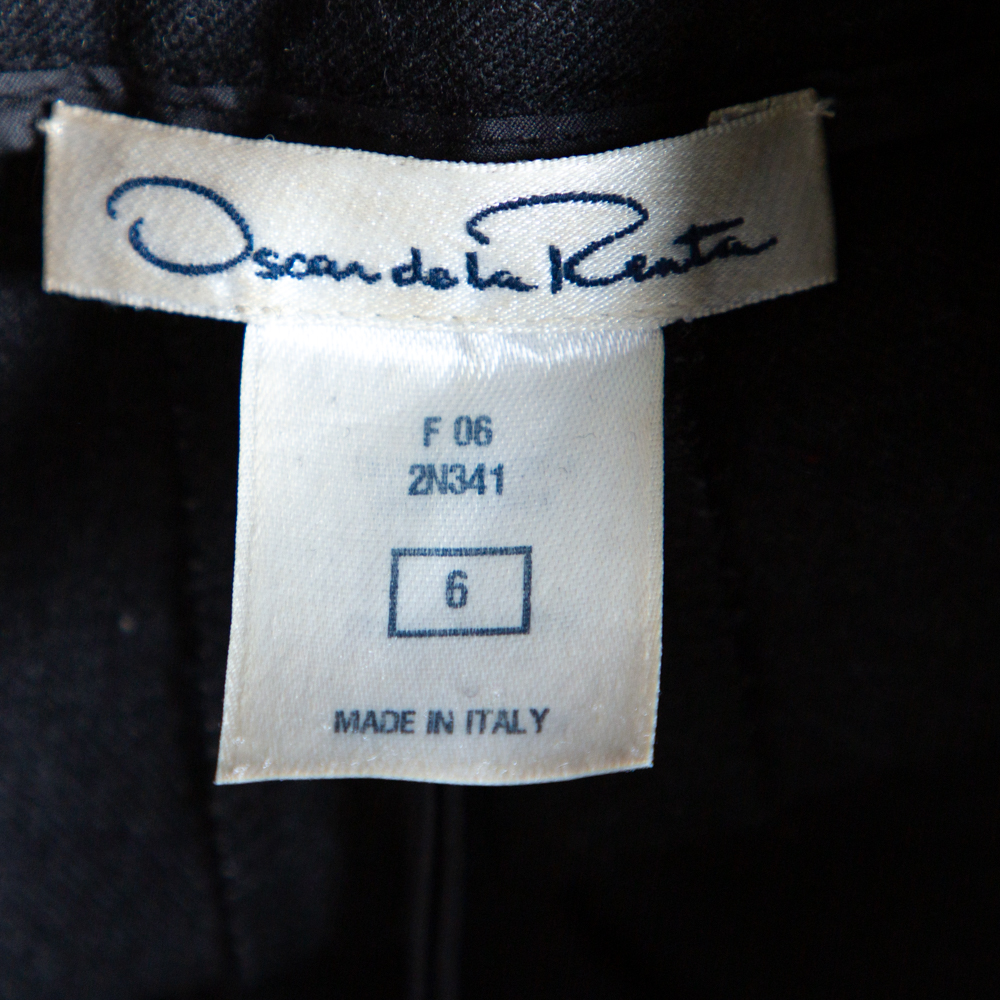 Oscar de la Renta
F 06
2N341
6
MADE IN ITALY